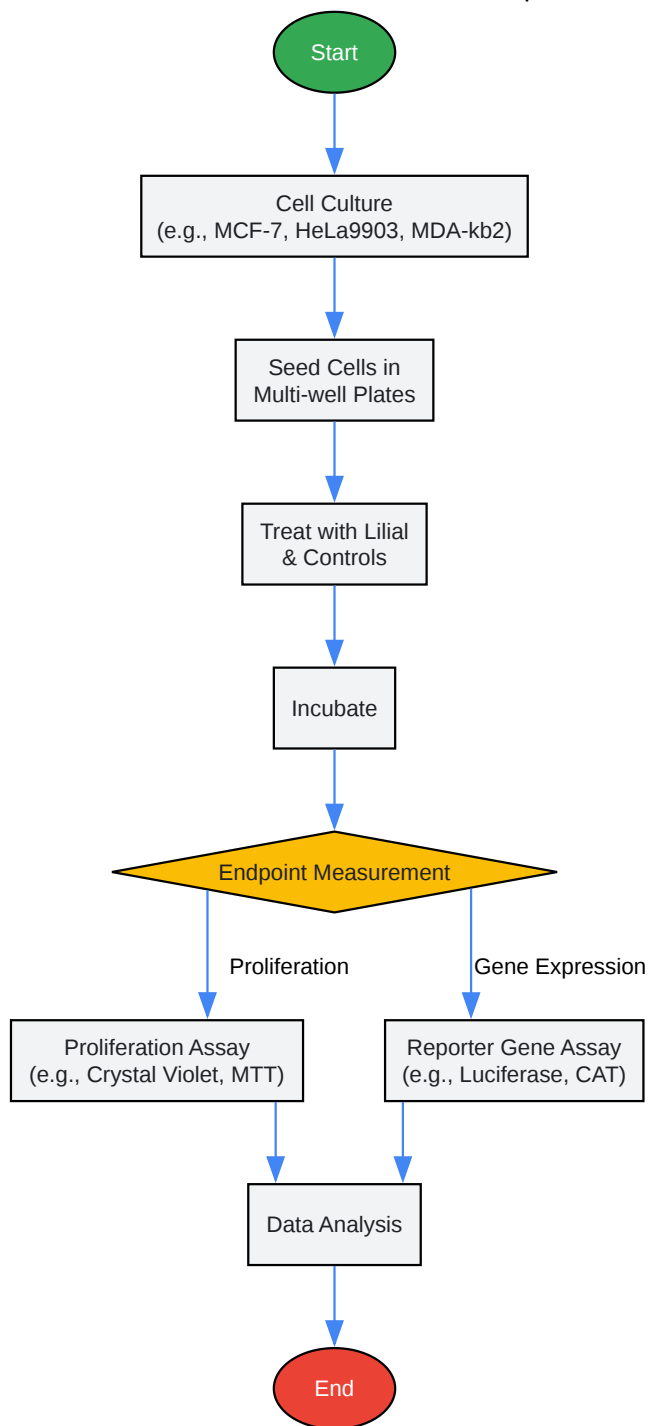 Start
Cell Culture
(e.g., MCF-7, HeLa9903, MDA-kb2)
Seed Cells in
Multi-well Plates
Treat with Lilial
& Controls
Incubate
Endpoint Measurement
Proliferation
Gene Expression
Proliferation Assay
(e.g., Crystal Violet, MTT)
Reporter Gene Assay
(e.g., Luciferase, CAT)
Data Analysis
End